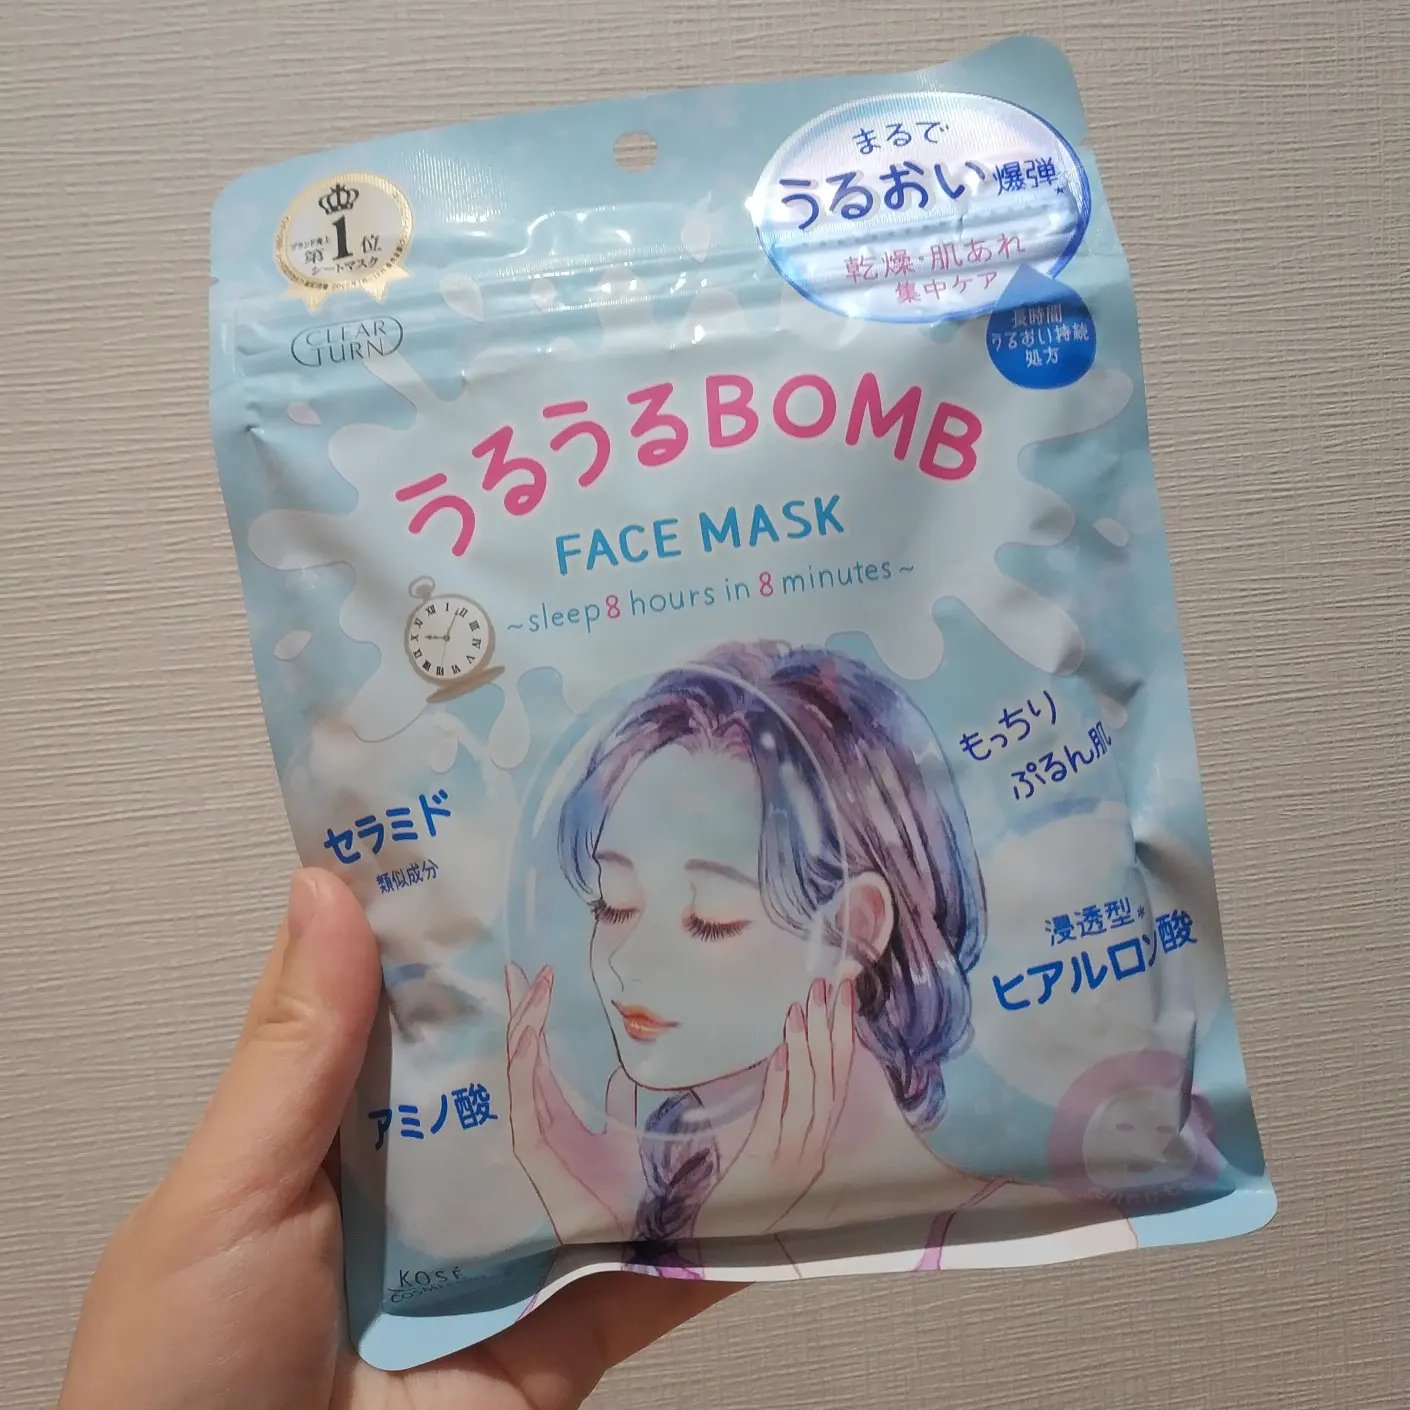 ブランド売上
第1位
シートマスク
まるで
うるおい爆弾*
乾燥・肌あれ
集中ケア
長時間
うるおい持続
処方
CLEAR
TURN
うるうるBOMB
FACE MASK
~sleep 8 hours in 8 minutes~
もっちり
ぷるん肌
セラミド
類似成分
浸透型*
ヒアルロン酸
アミノ酸
KOSÉ